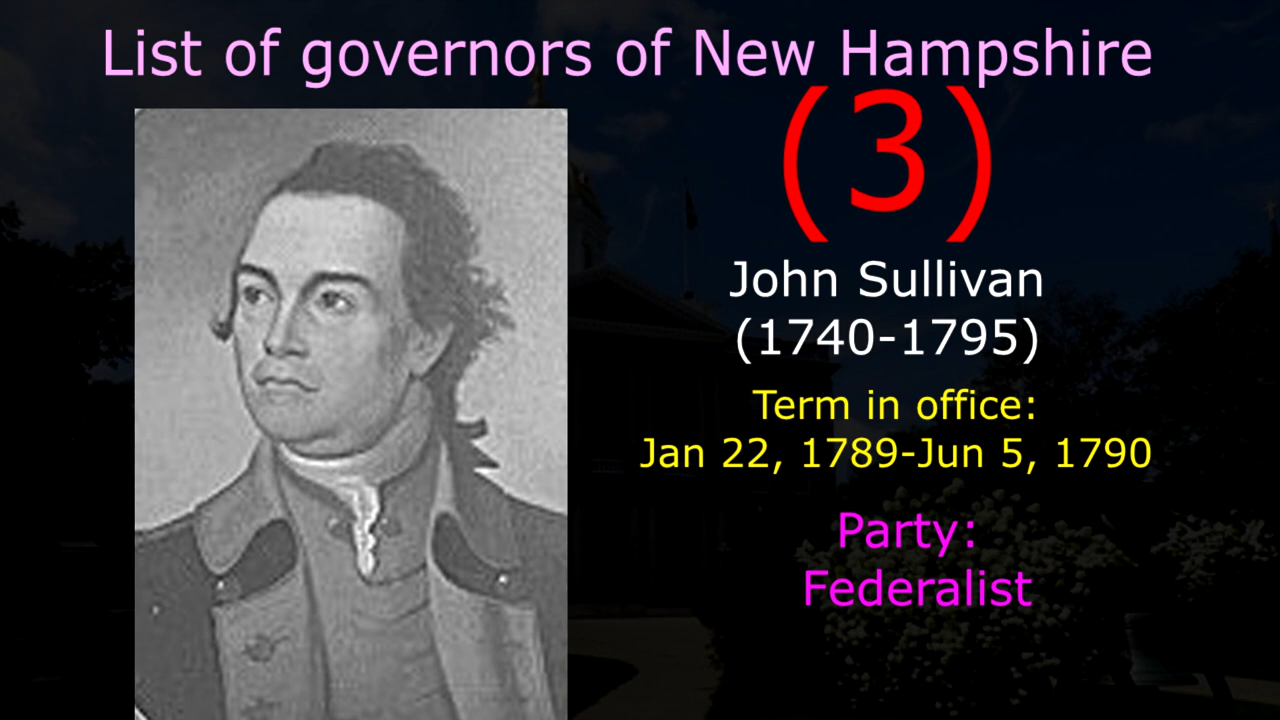 List of governors of New Hampshire
(3)
John Sullivan
(1740-1795)
Term in office:
Jan 22, 1789-Jun 5, 1790
Party:
Federalist